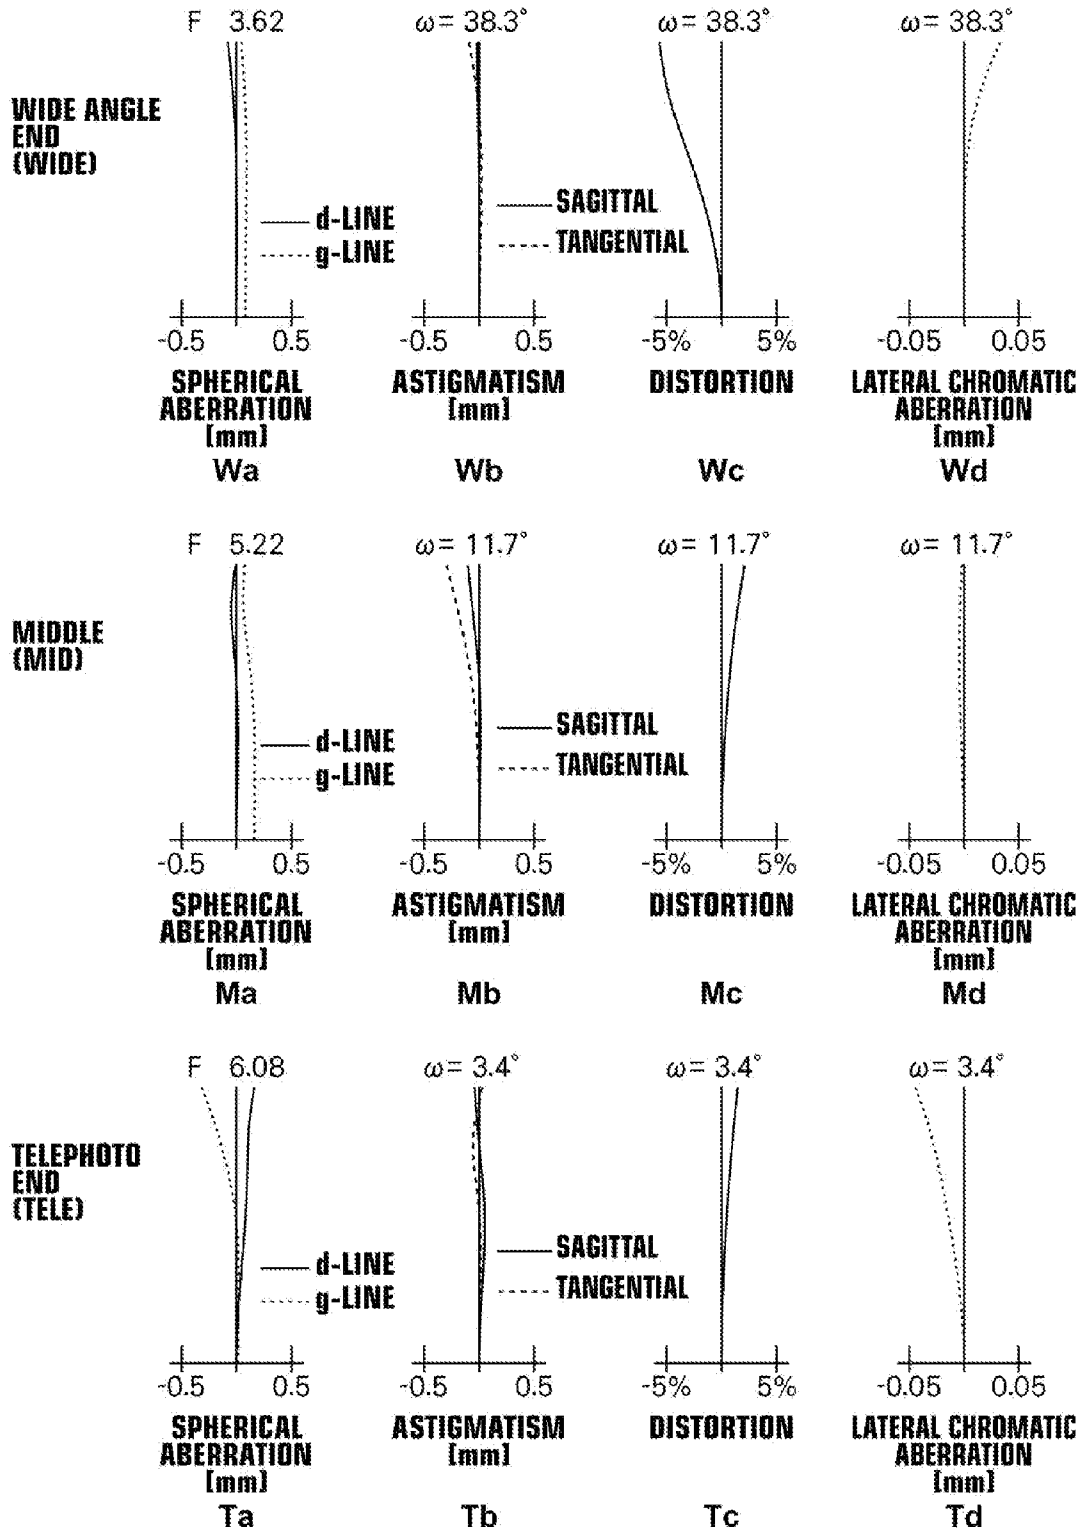 F 3.62
ω= 38.3°
ω= 38.3°
ω= 38.3°
WIDE ANGLE
END
(WIDE)
d-LINE
g-LINE
SAGITTAL
TANGENTIAL
-0.5 0.5
-0.5 0.5
-5% 5%
-0.05 0.05
SPHERICAL
ABERRATION
[mm]
ASTIGMATISM
[mm]
DISTORTION
LATERAL CHROMATIC
ABERRATION
[mm]
Wa
Wb
Wc
Wd
F 5.22
ω= 11.7°
ω= 11.7°
ω= 11.7°
MIDDLE
(MID)
d-LINE
g-LINE
SAGITTAL
TANGENTIAL
-0.5 0.5
-0.5 0.5
-5% 5%
-0.05 0.05
SPHERICAL
ABERRATION
[mm]
ASTIGMATISM
[mm]
DISTORTION
LATERAL CHROMATIC
ABERRATION
[mm]
Ma
Mb
Mc
Md
F 6.08
ω= 3.4°
ω= 3.4°
ω= 3.4°
TELEPHOTO
END
(TELE)
d-LINE
g-LINE
SAGITTAL
TANGENTIAL
-0.5 0.5
-0.5 0.5
-5% 5%
-0.05 0.05
SPHERICAL
ABERRATION
[mm]
ASTIGMATISM
[mm]
DISTORTION
LATERAL CHROMATIC
ABERRATION
[mm]
Ta
Tb
Tc
Td